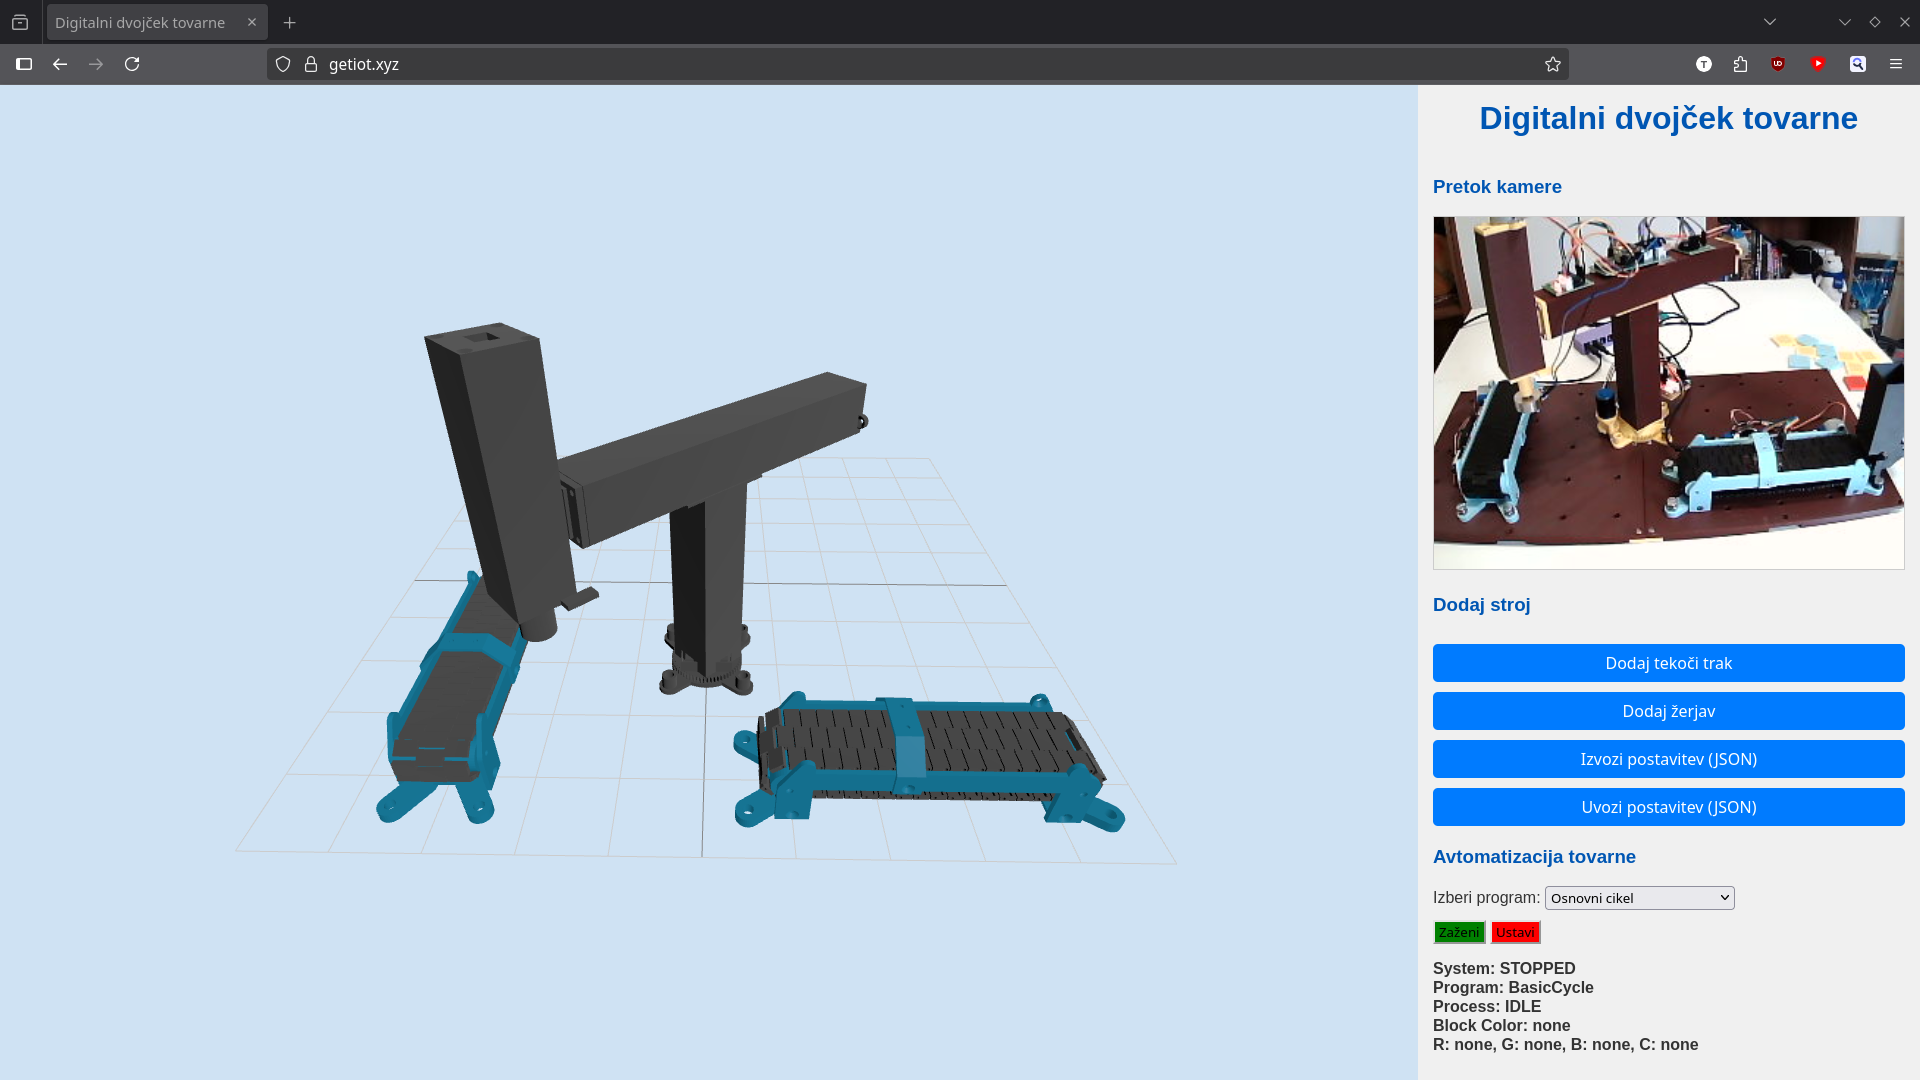 Digitalni dvojček tovarne
getiot.xyz
T
Digitalni dvojček tovarne
Pretok kamere
Dodaj stroj
Dodaj tekoči trak
Dodaj žerjav
Izvozi postavitev (JSON)
Uvozi postavitev (JSON)
Avtomatizacija tovarne
Izberi program: Osnovni cikel
Zaženi Ustavi
System: STOPPED
Program: BasicCycle
Process: IDLE
Block Color: none
R: none, G: none, B: none, C: none